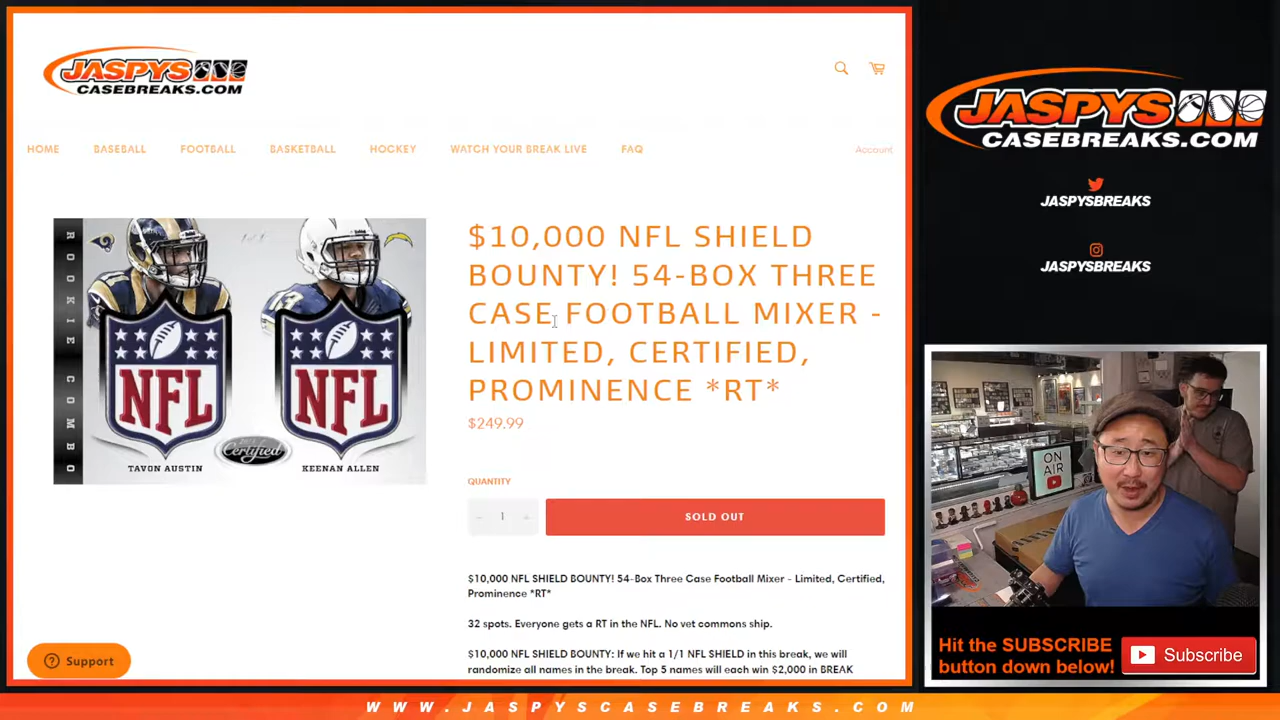 JASPYS
CASEBREAKS.COM
HOME BASEBALL FOOTBALL BASKETBALL HOCKEY WATCH YOUR BREAK LIVE FAQ Account
ROOKIE COMBO
NFL NFL
Certified
TAVON AUSTIN KEENAN ALLEN
$10,000 NFL SHIELD
BOUNTY! 54-BOX THREE
CASE FOOTBALL MIXER -
LIMITED, CERTIFIED,
PROMINENCE *RT*
$249.99
QUANTITY
− 1 + SOLD OUT
$10,000 NFL SHIELD BOUNTY! 54-Box Three Case Football Mixer - Limited, Certified,
Prominence *RT*
32 spots. Everyone gets a RT in the NFL. No vet commons ship.
$10,000 NFL SHIELD BOUNTY: If we hit a 1/1 NFL SHIELD in this break, we will
randomize all names in the break. Top 5 names will each win $2,000 in BREAK
Support
JASPYS
CASEBREAKS.COM
JASPYSBREAKS
JASPYSBREAKS
ON
AIR
Hit the SUBSCRIBE
button down below!
Subscribe
WWW.JASPYSCASEBREAKS.COM